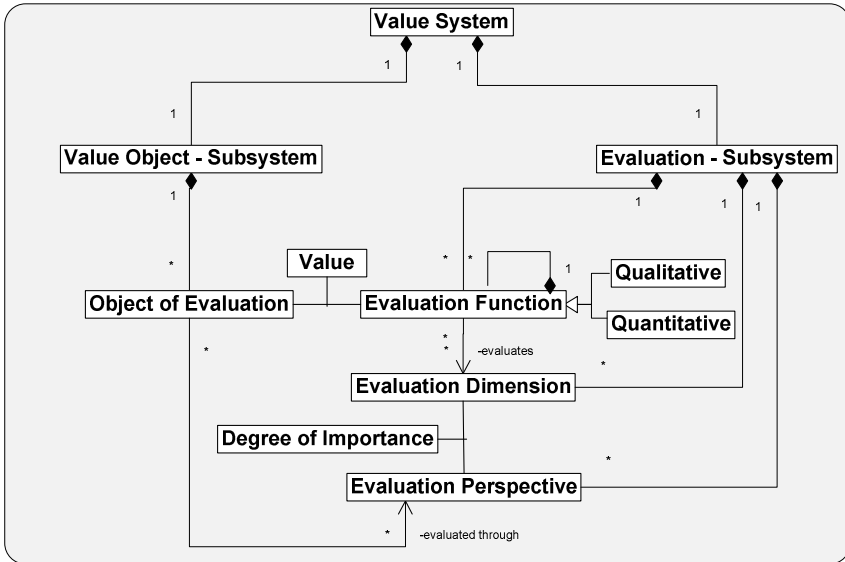 Value System
1
1
1
1
Value Object - Subsystem
Evaluation - Subsystem
1
1
1
1
*
* *
Value
1
Qualitative
Object of Evaluation
Evaluation Function
Quantitative
*
*
*
-evaluates
*
Evaluation Dimension
Degree of Importance
*
Evaluation Perspective
*
-evaluated through